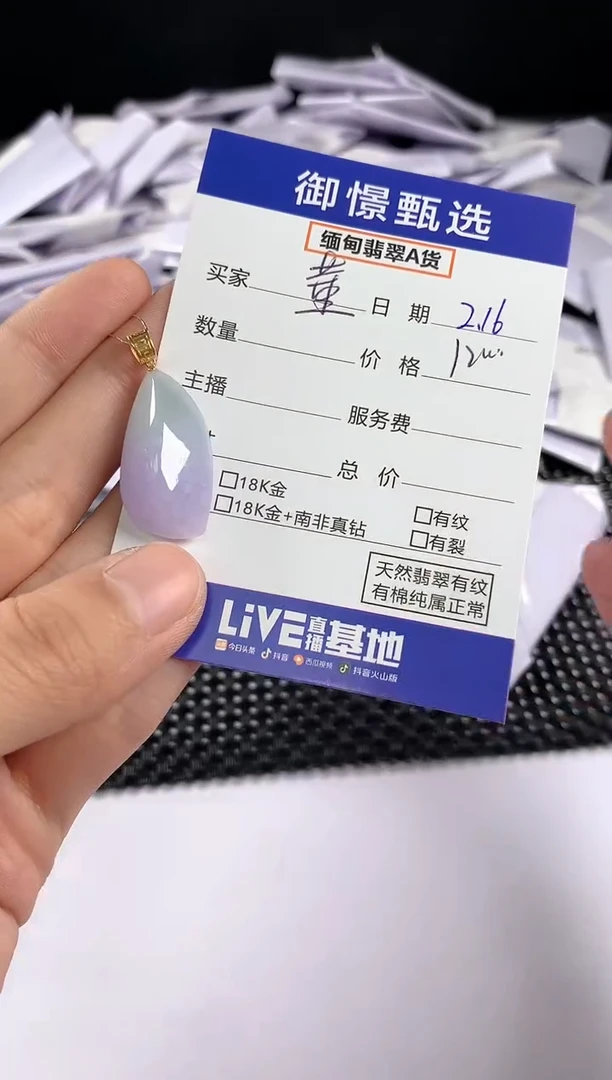 御憬甄选
缅甸翡翠A货
买家 黄 日期 2.16
数量 价格
主播 服务费
总价
□18K金 □有纹
□18K金+南非真钻 □有裂
天然翡翠有纹
有棉纯属正常
LIVE直播基地
今日头条 抖音 西瓜视频 抖音火山版